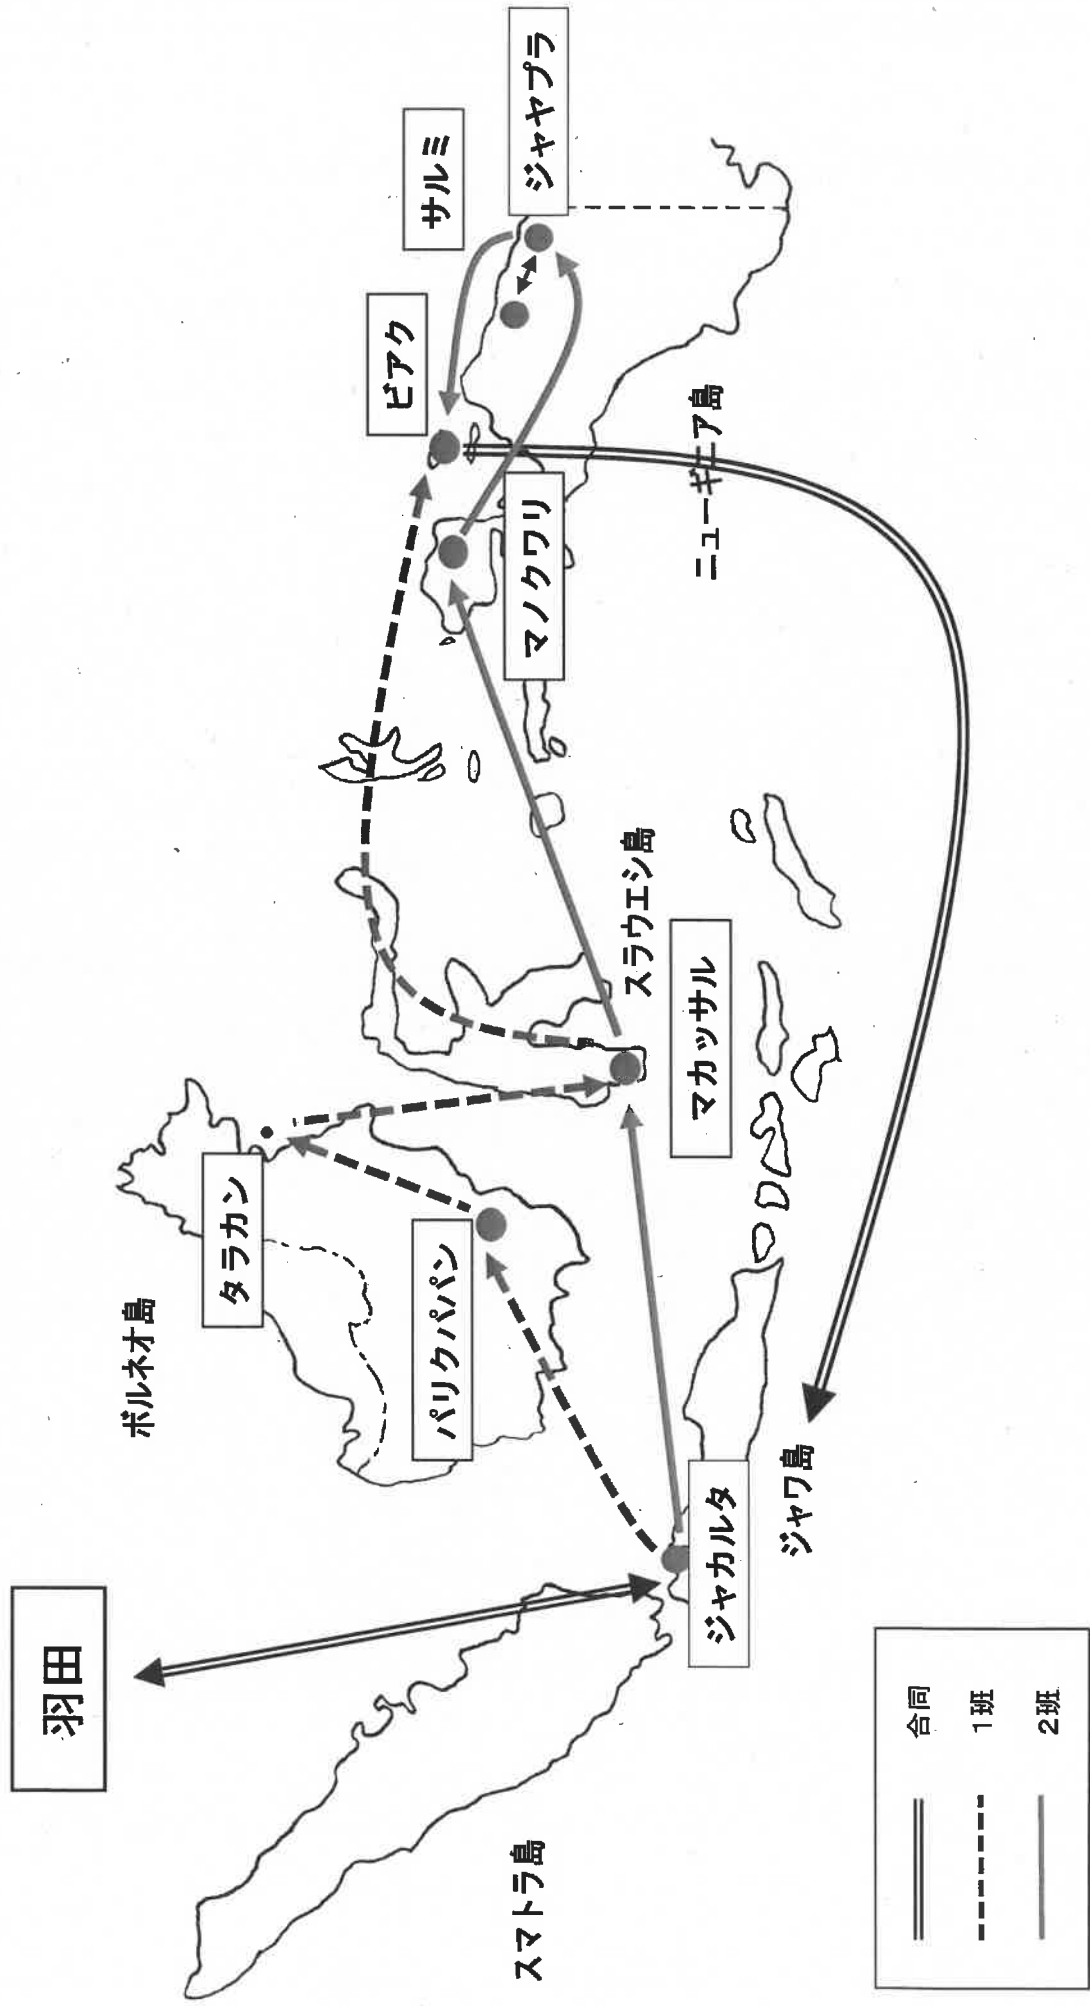 羽田
ボルネオ島
タラカン
パリクパパン
スマトラ島
ジャカルタ
ジャワ島
マカッサル
スラウエシ島
マノクワリ
ビアク
サルミ
ジャヤプラ
ニューギニア島
合同
1班
2班